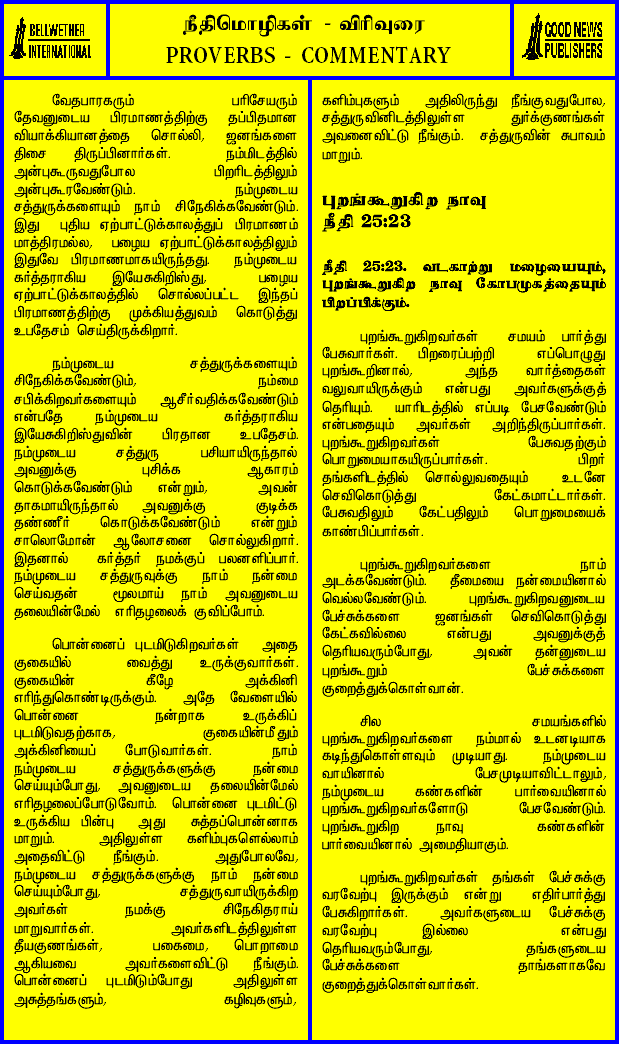 BELLWETHER
INTERNATIONAL
நீதிமொழிகள் - விரிவுரை
PROVERBS - COMMENTARY
GOOD NEWS
PUBLISHERS
வேதபாரகரும் பரிசேயரும்
தேவனுடைய பிரமாணத்திற்கு தப்பிதமான
வியாக்கியானத்தை சொல்லி, ஜனங்களை
திசை திருப்பினார்கள். நம்மிடத்தில்
அன்புகூருவதுபோல பிறரிடத்திலும்
அன்புகூரவேண்டும். நம்முடைய
சத்துருக்களையும் நாம் சிநேகிக்கவேண்டும்.
இது புதிய ஏற்பாட்டுக்காலத்துப் பிரமாணம்
மாத்திரமல்ல, பழைய ஏற்பாட்டுக்காலத்திலும்
இதுவே பிரமாணமாகயிருந்தது. நம்முடைய
கர்த்தராகிய இயேசுகிறிஸ்து, பழைய
ஏற்பாட்டுக்காலத்தில் சொல்லப்பட்ட இந்தப்
பிரமாணத்திற்கு முக்கியத்துவம் கொடுத்து
உபதேசம் செய்திருக்கிறார்.
நம்முடைய சத்துருக்களையும்
சிநேகிக்கவேண்டும், நம்மை
சபிக்கிறவர்களையும் ஆசீர்வதிக்கவேண்டும்
என்பதே நம்முடைய கர்த்தராகிய
இயேசுகிறிஸ்துவின் பிரதான உபதேசம்.
நம்முடைய சத்துரு பசியாயிருந்தால்
அவனுக்கு புசிக்க ஆகாரம்
கொடுக்கவேண்டும் என்றும், அவன்
தாகமாயிருந்தால் அவனுக்கு குடிக்க
தண்ணீர் கொடுக்கவேண்டும் என்றும்
சாலொமோன் ஆலோசனை சொல்லுகிறார்.
இதனால் கர்த்தர் நமக்குப் பலனளிப்பார்.
நம்முடைய சத்துருவுக்கு நாம் நன்மை
செய்வதன் மூலமாய் நாம் அவனுடைய
தலையின்மேல் எரிதழலைக் குவிப்போம்.
பொன்னைப் புடமிடுகிறவர்கள் அதை
குகையில் வைத்து உருக்குவார்கள்.
குகையின் கீழே அக்கினி
எரிந்துகொண்டிருக்கும். அதே வேளையில்
பொன்னை நன்றாக உருக்கிப்
புடமிடுவதற்காக, குகையின்மீதும்
அக்கினியைப் போடுவார்கள். நாம்
நம்முடைய சத்துருக்களுக்கு நன்மை
செய்யும்போது, அவனுடைய தலையின்மேல்
எரிதழலைப்போடுவோம். பொன்னை புடமிட்டு
உருக்கிய பின்பு அது சுத்தப்பொன்னாக
மாறும். அதிலுள்ள களிம்புகளெல்லாம்
அதைவிட்டு நீங்கும். அதுபோலவே,
நம்முடைய சத்துருக்களுக்கு நாம் நன்மை
செய்யும்போது, சத்துருவாயிருக்கிற
அவர்கள் நமக்கு சிநேகிதராய்
மாறுவார்கள். அவர்களிடத்திலுள்ள
தீயகுணங்கள், பகைமை, பொறாமை
ஆகியவை அவர்களைவிட்டு நீங்கும்.
பொன்னைப் புடமிடும்போது அதிலுள்ள
அசுத்தங்களும், கழிவுகளும்,
களிம்புகளும் அதிலிருந்து நீங்குவதுபோல,
சத்துருவினிடத்திலுள்ள துர்க்குணங்கள்
அவனைவிட்டு நீங்கும். சத்துருவின் சுபாவம்
மாறும்.
புறங்கூறுகிற நாவு
நீதி 25:23
நீதி 25:23. வடகாற்று மழையையும்,
புறங்கூறுகிற நாவு கோபமுகத்தையும்
பிறப்பிக்கும்.
புறங்கூறுகிறவர்கள் சமயம் பார்த்து
பேசுவார்கள். பிறரைப்பற்றி எப்பொழுது
புறங்கூறினால், அந்த வார்த்தைகள்
வலுவாயிருக்கும் என்பது அவர்களுக்குத்
தெரியும். யாரிடத்தில் எப்படி பேசவேண்டும்
என்பதையும் அவர்கள் அறிந்திருப்பார்கள்.
புறங்கூறுகிறவர்கள் பேசுவதற்கும்
பொறுமையாகயிருப்பார்கள். பிறர்
தங்களிடத்தில் சொல்லுவதையும் உடனே
செவிகொடுத்து கேட்கமாட்டார்கள்.
பேசுவதிலும் கேட்பதிலும் பொறுமையைக்
காண்பிப்பார்கள்.
புறங்கூறுகிறவர்களை நாம்
அடக்கவேண்டும். தீமையை நன்மையினால்
வெல்லவேண்டும். புறங்கூறுகிறவனுடைய
பேச்சுக்களை ஜனங்கள் செவிகொடுத்து
கேட்கவில்லை என்பது அவனுக்குத்
தெரியவரும்போது, அவன் தன்னுடைய
புறங்கூறும் பேச்சுக்களை
குறைத்துக்கொள்வான்.
சில சமயங்களில்
புறங்கூறுகிறவர்களை நம்மால் உடனடியாக
கடிந்துகொள்ளவும் முடியாது. நம்முடைய
வாயினால் பேசமுடியாவிட்டாலும்,
நம்முடைய கண்களின் பார்வையினால்
புறங்கூறுகிறவர்களோடு பேசவேண்டும்.
புறங்கூறுகிற நாவு கண்களின்
பார்வையினால் அமைதியாகும்.
புறங்கூறுகிறவர்கள் தங்கள் பேச்சுக்கு
வரவேற்பு இருக்கும் என்று எதிர்பார்த்து
பேசுகிறார்கள். அவர்களுடைய பேச்சுக்கு
வரவேற்பு இல்லை என்பது
தெரியவரும்போது, தங்களுடைய
பேச்சுக்களை தாங்களாகவே
குறைத்துக்கொள்வார்கள்.